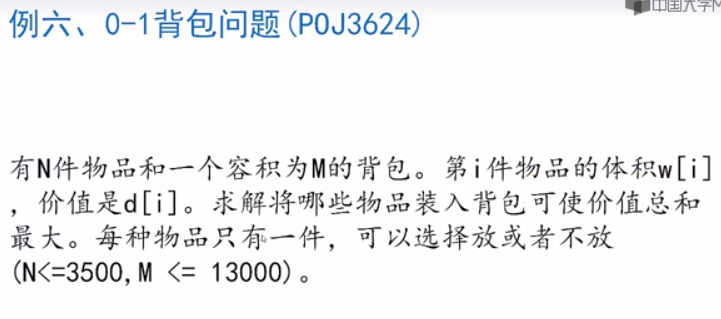 中国大学M
例六、0-1背包问题(POJ3624)
有N件物品和一个容积为M的背包。第i件物品的体积w[i]
，价值是d[i]。求解将哪些物品装入背包可使价值总和
最大。每种物品只有一件，可以选择放或者不放
(N<=3500,M <= 13000)。